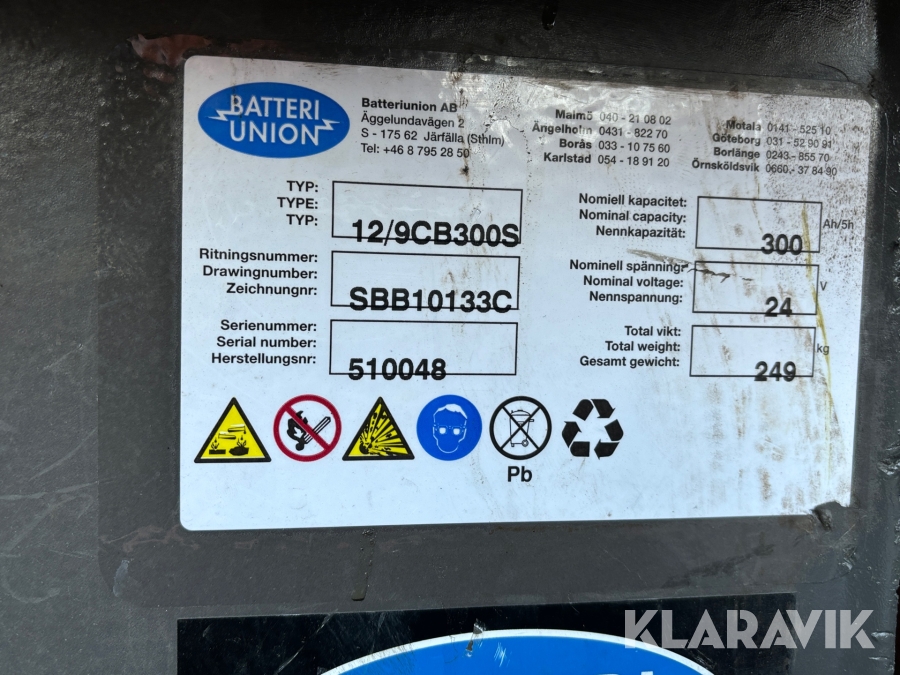 BATTERI
UNION
Batteriunion AB
Äggelundavägen 2
S - 175 62 Järfälla (Sthlm)
Tel: +46 8 795 28 50
Malmö 040 - 21 08 02
Ängelholm 0431 - 822 70
Borås 033 - 10 75 60
Karlstad 054 - 18 91 20
Motala 0141 - 525 10
Göteborg 031 - 52 90 91
Borlänge 0243 - 855 70
Örnsköldsvik 0660 - 37 84 90
TYP:
TYPE:
TYP:
12/9CB300S
Ritningsnummer:
Drawingnumber:
Zeichnungnr:
SBB10133C
Serienummer:
Serial number:
Herstellungsnr:
510048
Nomiell kapacitet:
Nominal capacity:
Nennkapazität:
300
Ah/5h
Nominell spänning:
Nominal voltage:
Nennspannung:
24
V
Total vikt:
Total weight:
Gesamt gewicht:
249
kg
Pb
KLARAVIK